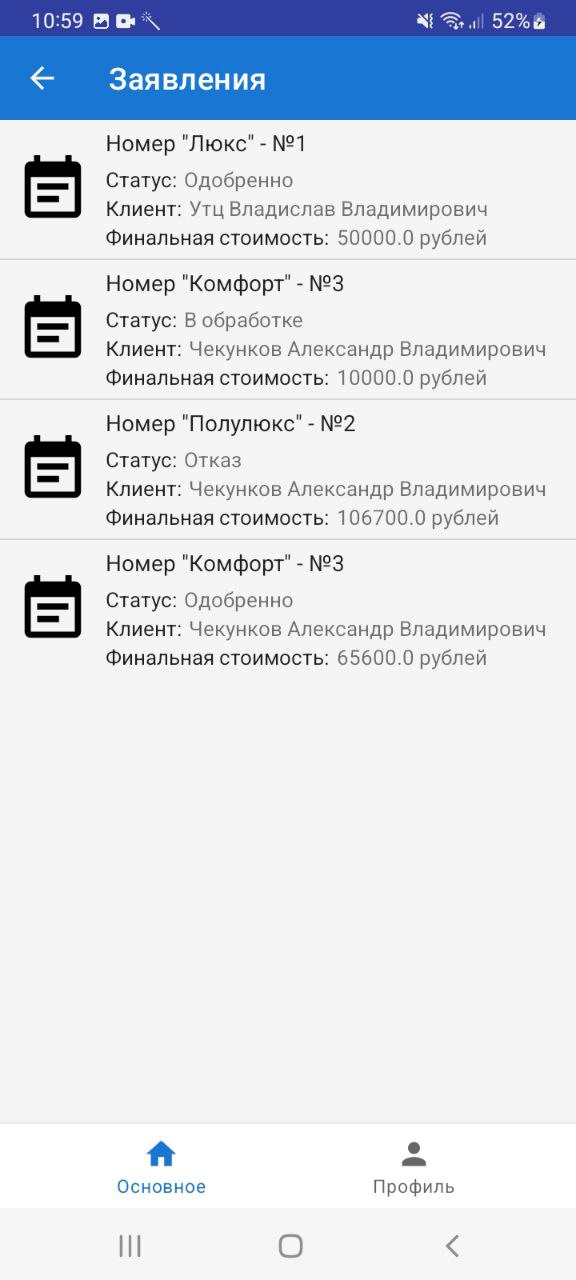 10:59 52%
Заявления
Номер "Люкс" - №1
Статус: Одобренно
Клиент: Утц Владислав Владимирович
Финальная стоимость: 50000.0 рублей
Номер "Комфорт" - №3
Статус: В обработке
Клиент: Чекунков Александр Владимирович
Финальная стоимость: 10000.0 рублей
Номер "Полулюкс" - №2
Статус: Отказ
Клиент: Чекунков Александр Владимирович
Финальная стоимость: 106700.0 рублей
Номер "Комфорт" - №3
Статус: Одобренно
Клиент: Чекунков Александр Владимирович
Финальная стоимость: 65600.0 рублей
Основное Профиль